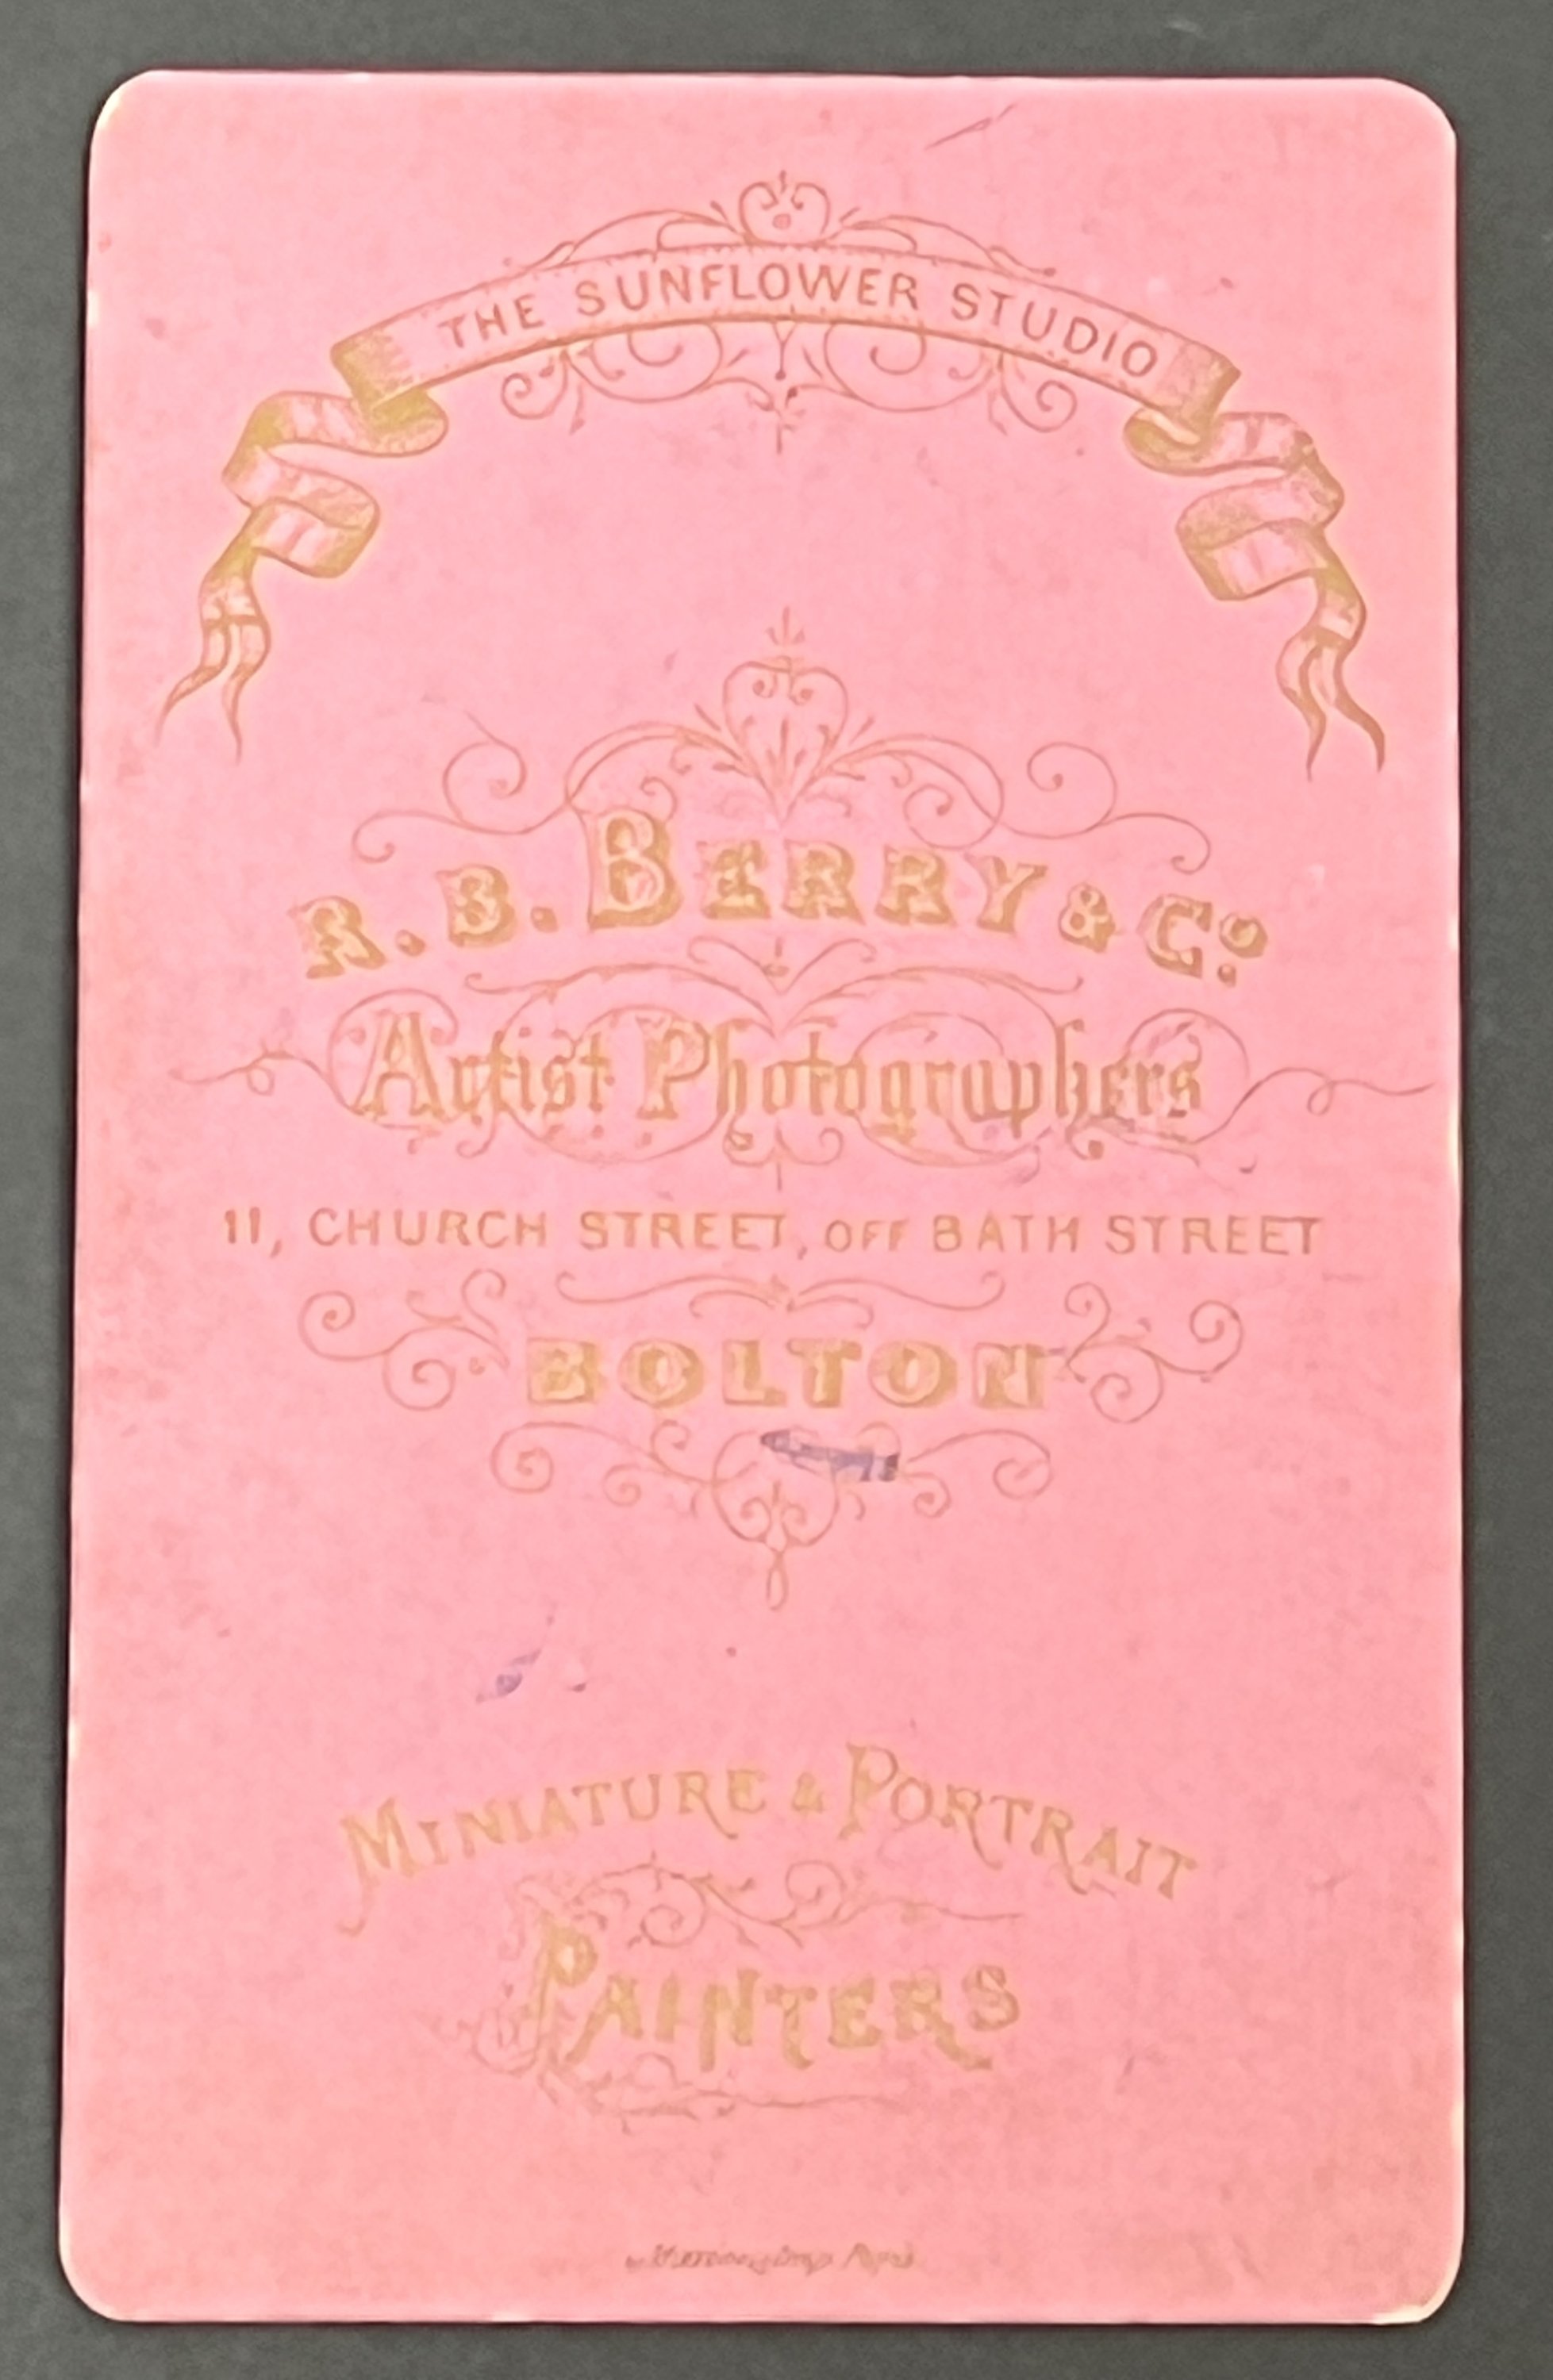 THE SUNFLOWER STUDIO
R. B. BERRY & Co.
Artist Photographers
11, CHURCH STREET, OFF BATH STREET
BOLTON
MINIATURE & PORTRAIT
PAINTERS